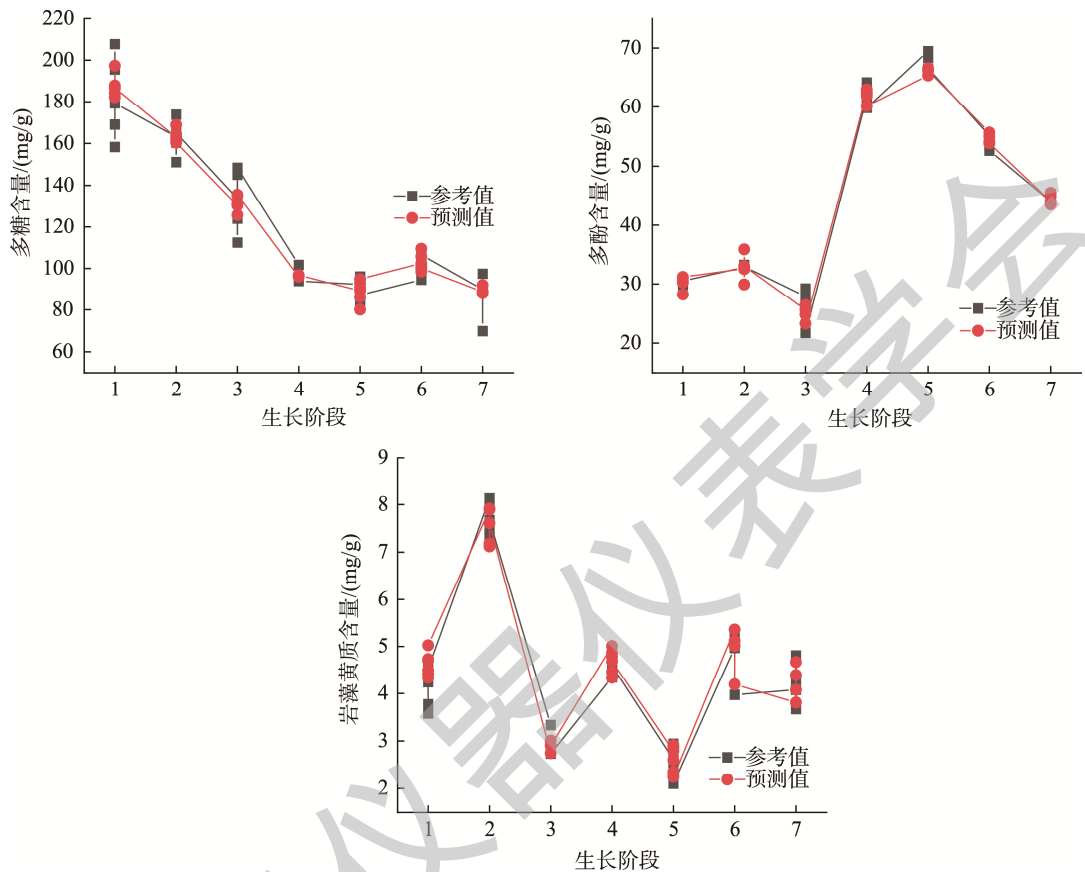 220
200
180
160
140
120
100
80
60
多糖含量/(mg/g)
参考值
预测值
1 2 3 4 5 6 7
生长阶段
70
60
50
40
30
20
多酚含量/(mg/g)
参考值
预测值
1 2 3 4 5 6 7
生长阶段
9
8
7
6
5
4
3
2
岩藻黄质含量/(mg/g)
参考值
预测值
1 2 3 4 5 6 7
生长阶段
仪器仪表学会